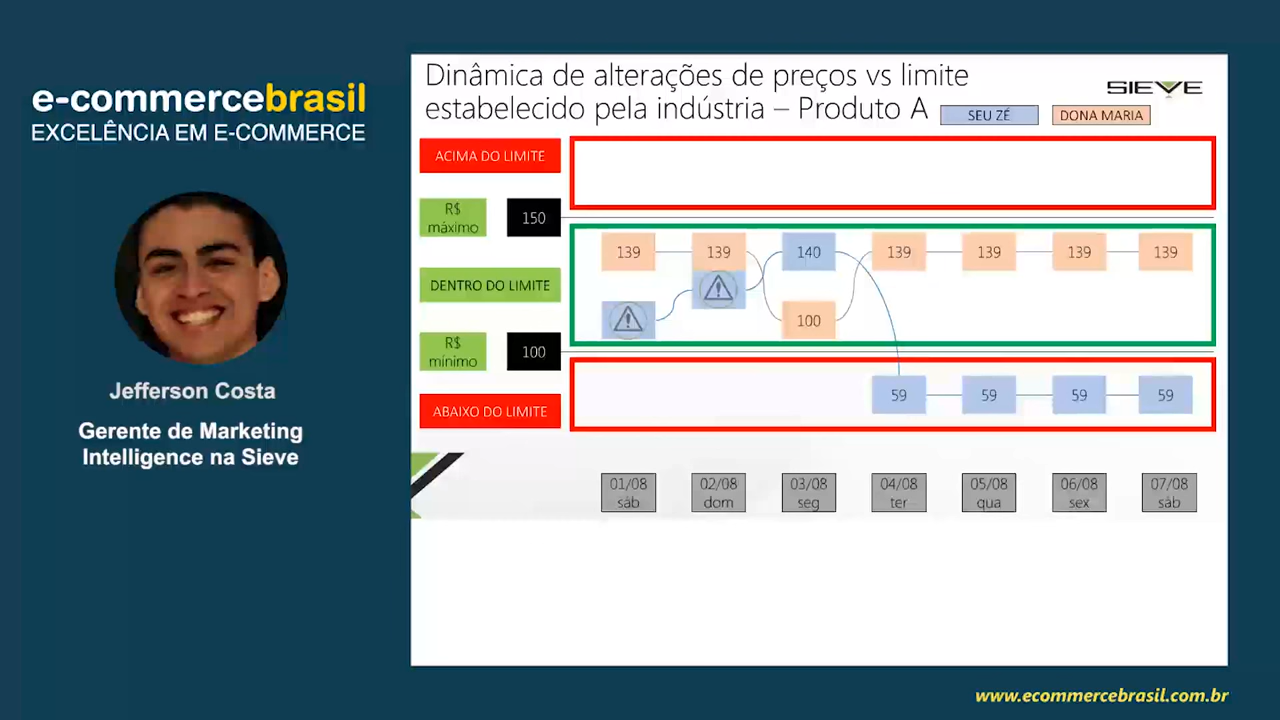 e-commercebrasil
EXCELÊNCIA EM E-COMMERCE
Jefferson Costa
Gerente de Marketing
Intelligence na Sieve
Dinâmica de alterações de preços vs limite
estabelecido pela indústria – Produto A
SEU ZÉ
DONA MARIA
SIEVE
ACIMA DO LIMITE
R$
máximo
150
139 139 140 139 139 139 139
DENTRO DO LIMITE
100
R$
mínimo
100
59 59 59 59
ABAIXO DO LIMITE
01/08 02/08 03/08 04/08 05/08 06/08 07/08
sáb dom seg ter qua sex sáb
www.ecommercebrasil.com.br